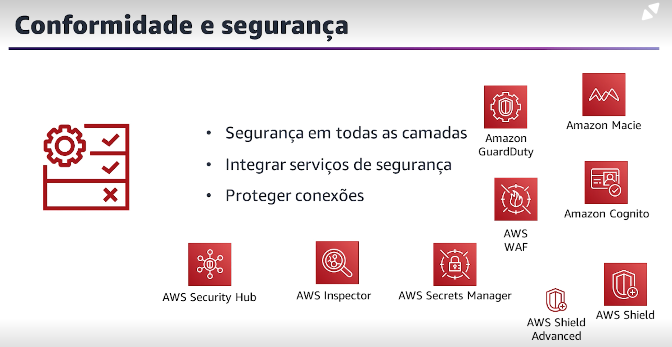 Conformidade e segurança
• Segurança em todas as camadas
• Integrar serviços de segurança
• Proteger conexões
Amazon
GuardDuty
Amazon Macie
AWS
WAF
Amazon Cognito
AWS Security Hub
AWS Inspector
AWS Secrets Manager
AWS Shield
Advanced
AWS Shield